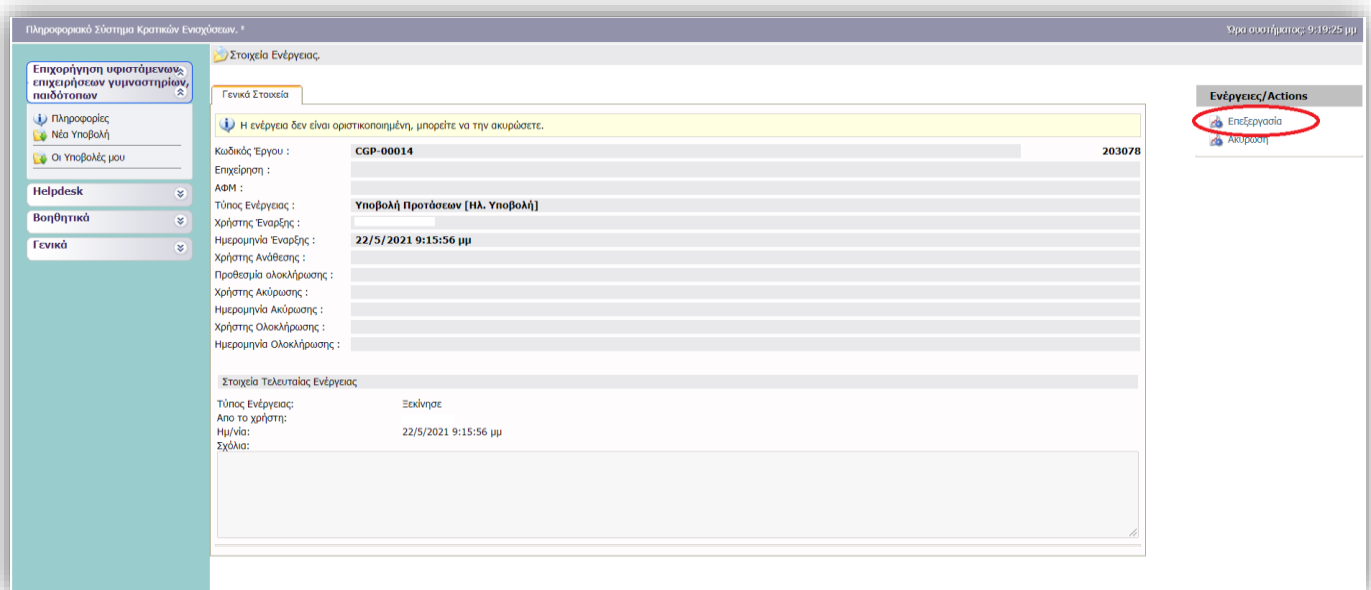 Πληροφοριακό Σύστημα Κρατικών Ενισχύσεων. *
Ώρα συστήματος: 9:19:25 μμ
Επιχορήγηση υφιστάμενων
επιχειρήσεων γυμναστηρίων,
παιδότοπων
Πληροφορίες
Νέα Υποβολή
Οι Υποβολές μου
Helpdesk
Βοηθητικά
Γενικά
Στοιχεία Ενέργειας.
Γενικά Στοιχεία
Η ενέργεια δεν είναι οριστικοποιημένη, μπορείτε να την ακυρώσετε.
Κωδικός Έργου : CGP-00014 203078
Επιχείρηση :
ΑΦΜ :
Τύπος Ενέργειας : Υποβολή Προτάσεων [Ηλ. Υποβολή]
Χρήστης Έναρξης :
Ημερομηνία Έναρξης : 22/5/2021 9:15:56 μμ
Χρήστης Ανάθεσης :
Προθεσμία ολοκλήρωσης :
Χρήστης Ακύρωσης :
Ημερομηνία Ακύρωσης :
Χρήστης Ολοκλήρωσης :
Ημερομηνία Ολοκλήρωσης :
Στοιχεία Τελευταίας Ενέργειας
Τύπος Ενέργειας: Ξεκίνησε
Απο το χρήστη:
Ημ/νία: 22/5/2021 9:15:56 μμ
Σχόλια:
Ενέργειες/Actions
Επεξεργασία
Ακύρωση